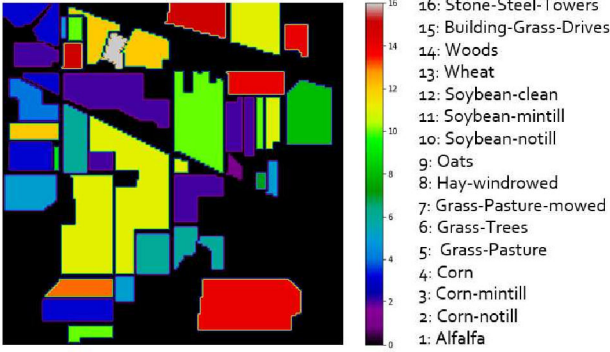 16
14
12
10
8
6
4
2
0
16: Stone-Steel-Towers
15: Building-Grass-Drives
14: Woods
13: Wheat
12: Soybean-clean
11: Soybean-mintill
10: Soybean-notill
9: Oats
8: Hay-windrowed
7: Grass-Pasture-mowed
6: Grass-Trees
5: Grass-Pasture
4: Corn
3: Corn-mintill
2: Corn-notill
1: Alfalfa